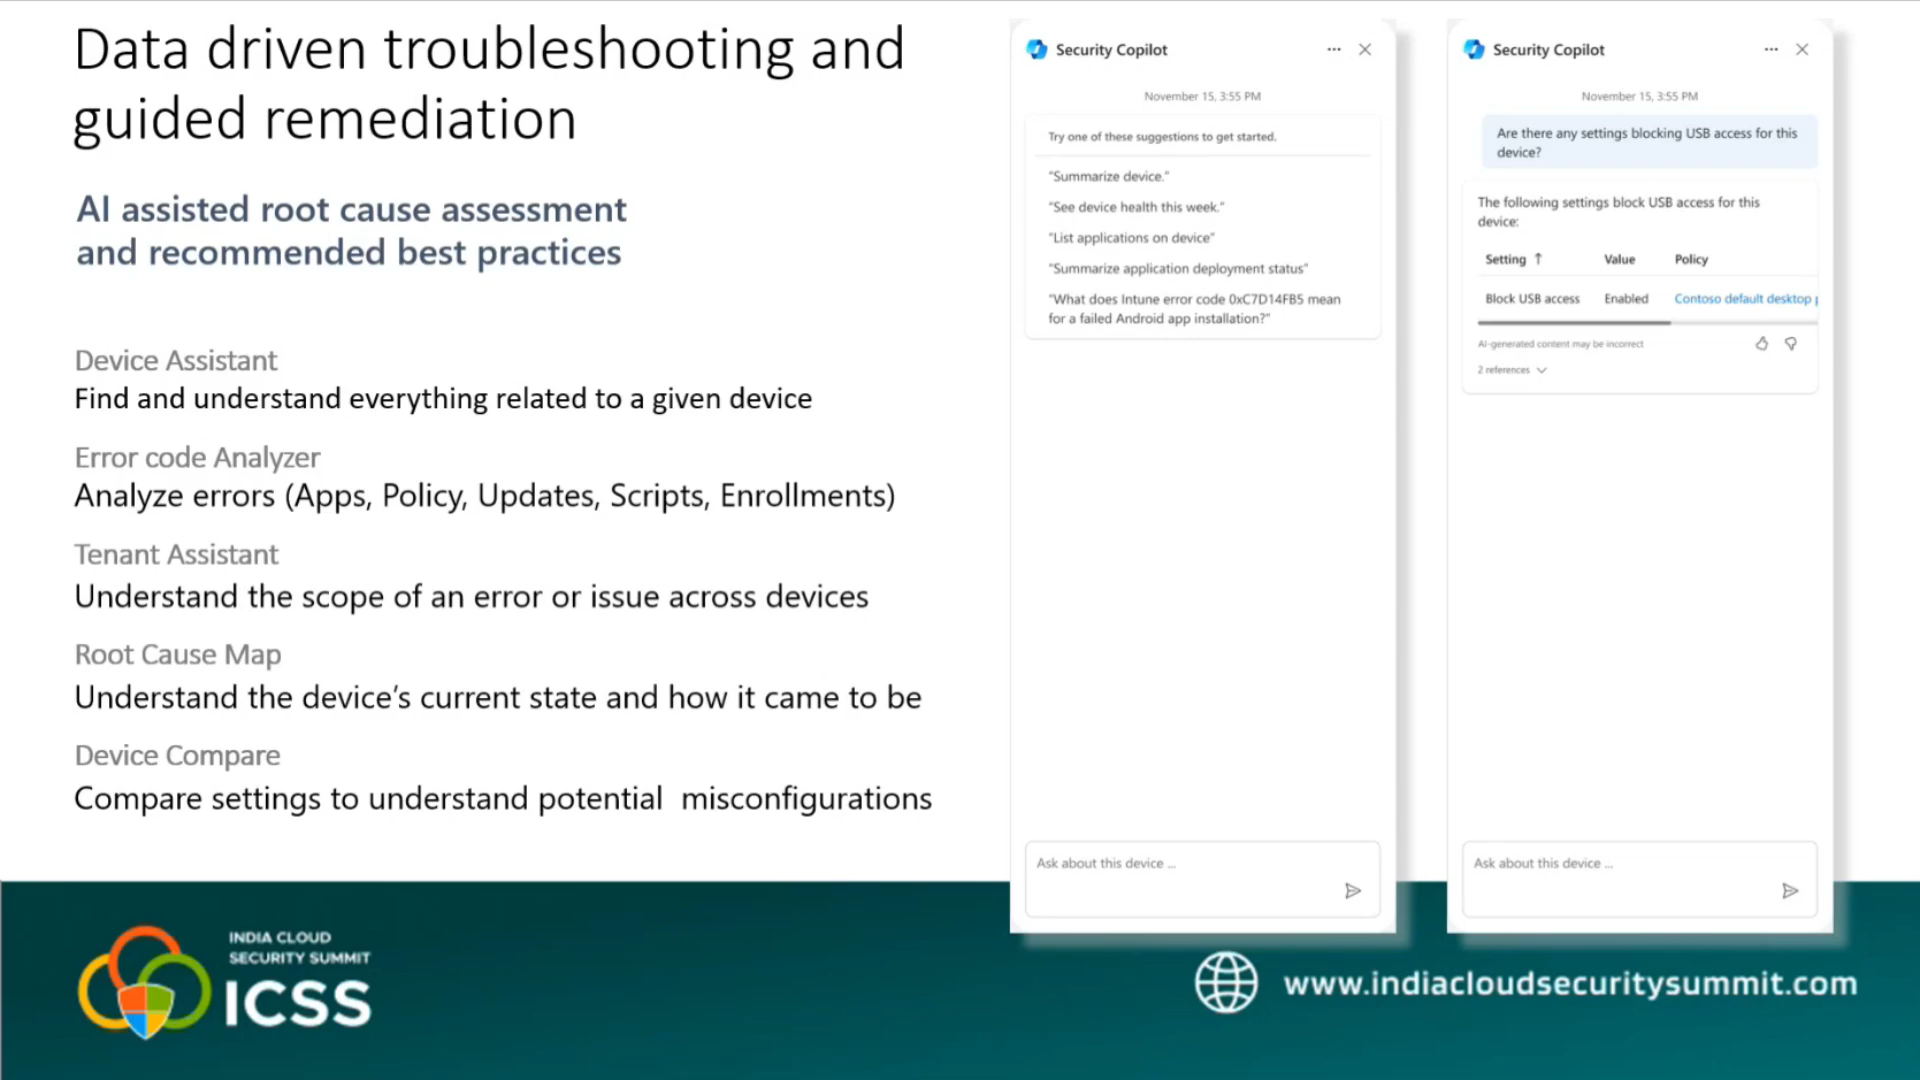 Data driven troubleshooting and
guided remediation
AI assisted root cause assessment
and recommended best practices
Device Assistant
Find and understand everything related to a given device
Error code Analyzer
Analyze errors (Apps, Policy, Updates, Scripts, Enrollments)
Tenant Assistant
Understand the scope of an error or issue across devices
Root Cause Map
Understand the device’s current state and how it came to be
Device Compare
Compare settings to understand potential  misconfigurations
Security Copilot
November 15, 3:55 PM
Try one of these suggestions to get started.
"Summarize device."
"See device health this week."
"List applications on device"
"Summarize application deployment status"
"What does Intune error code 0xC7D14FB5 mean
for a failed Android app installation?"
Ask about this device ...
Security Copilot
November 15, 3:55 PM
Are there any settings blocking USB access for this
device?
The following settings block USB access for this
device:
Setting ↑ Value Policy
Block USB access Enabled Contoso default desktop
AI-generated content may be incorrect
2 references
Ask about this device ...
INDIA CLOUD
SECURITY SUMMIT
ICSS
www.indiacloudsecuritysummit.com